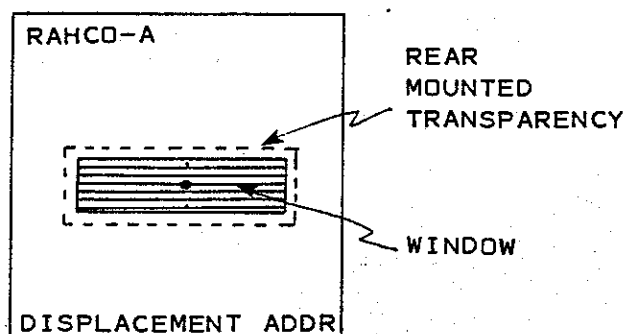 RAHCO-A
REAR
MOUNTED
TRANSPARENCY
WINDOW
DISPLACEMENT ADDR